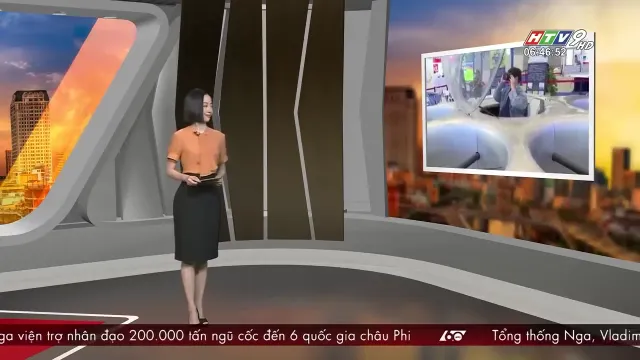 HTV9 HD
06:46:52
ga viện trợ nhân đạo 200.000 tấn ngũ cốc đến 6 quốc gia châu Phi 60 Tổng thống Nga, Vladim